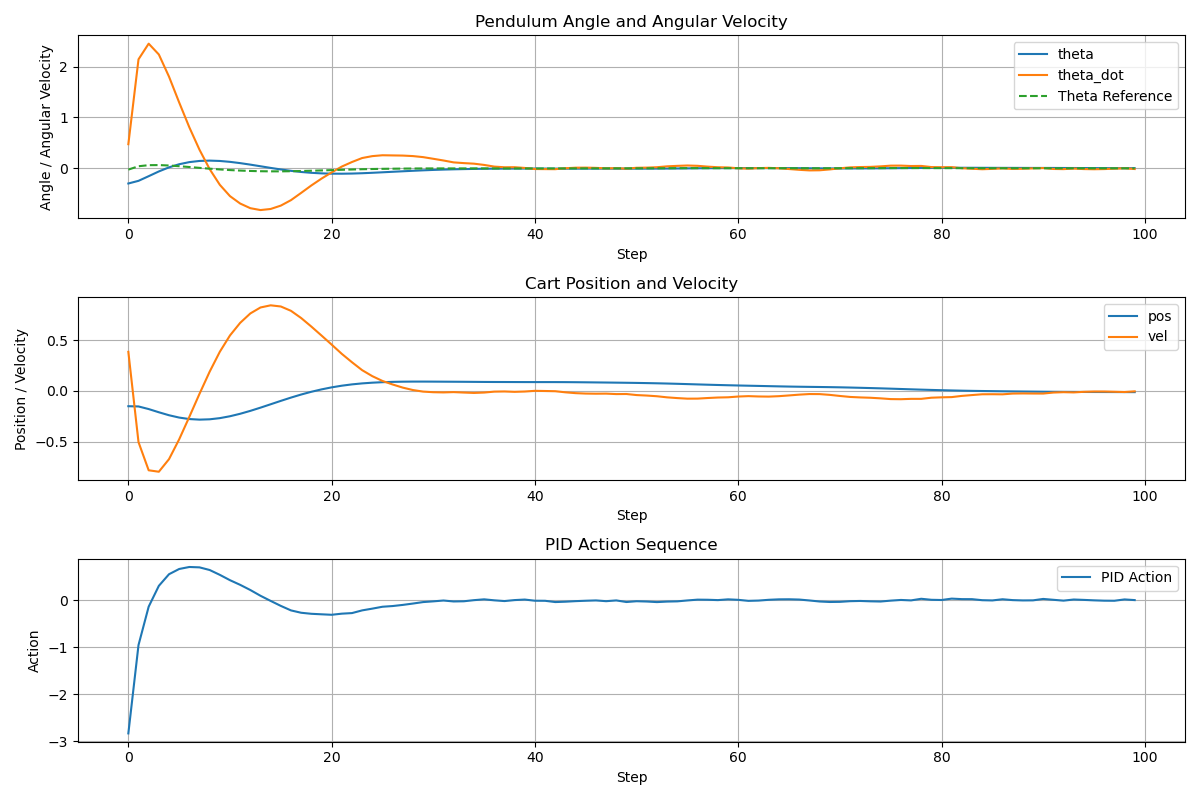 Pendulum Angle and Angular Velocity
Angle / Angular Velocity
2
1
0
theta
theta_dot
Theta Reference
0 20 40 60 80 100
Step
Cart Position and Velocity
Position / Velocity
0.5
0.0
−0.5
pos
vel
0 20 40 60 80 100
Step
PID Action Sequence
Action
0
−1
−2
−3
PID Action
0 20 40 60 80 100
Step